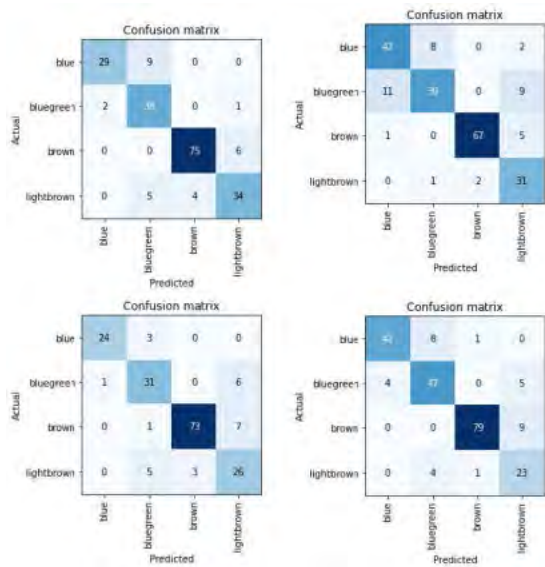 Confusion matrix
blue 29 9 0 0
bluegreen 2 0 1
brown 0 0 75 6
lightbrown 0 5 4 34
Actual
blue
bluegreen
brown
lightbrown
Predicted
Confusion matrix
blue 8 0 2
bluegreen 11 0 9
brown 1 0 67 5
lightbrown 0 1 2 31
Actual
blue
bluegreen
brown
lightbrown
Predicted
Confusion matrix
blue 24 3 0 0
bluegreen 1 31 0 6
brown 0 1 73 7
lightbrown 0 5 3 26
Actual
blue
bluegreen
brown
lightbrown
Predicted
Confusion matrix
blue 8 1 0
bluegreen 4 0 5
brown 0 0 79 9
lightbrown 0 4 1 23
Actual
blue
bluegreen
brown
lightbrown
Predicted